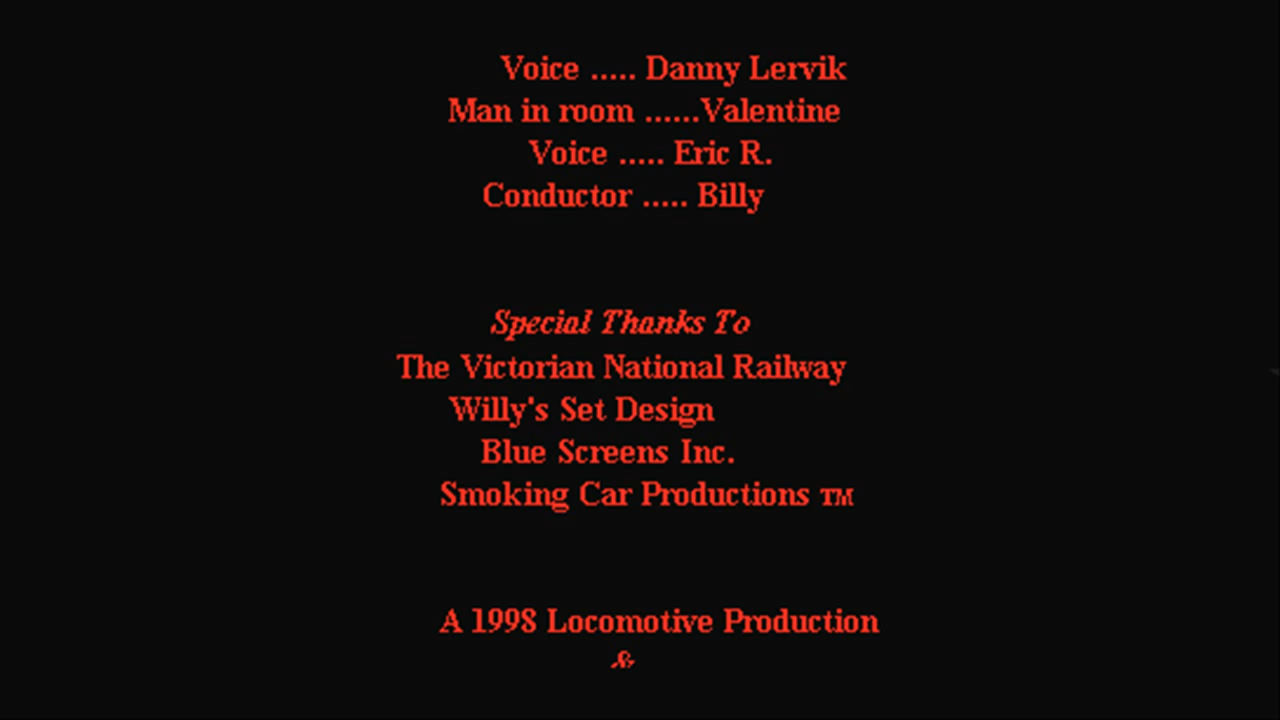 Voice ..... Danny Lervik
Man in room ......Valentine
Voice ..... Eric R.
Conductor ..... Billy
Special Thanks To
The Victorian National Railway
Willy's Set Design
Blue Screens Inc.
Smoking Car Productions TM
A 1998 Locomotive Production
&